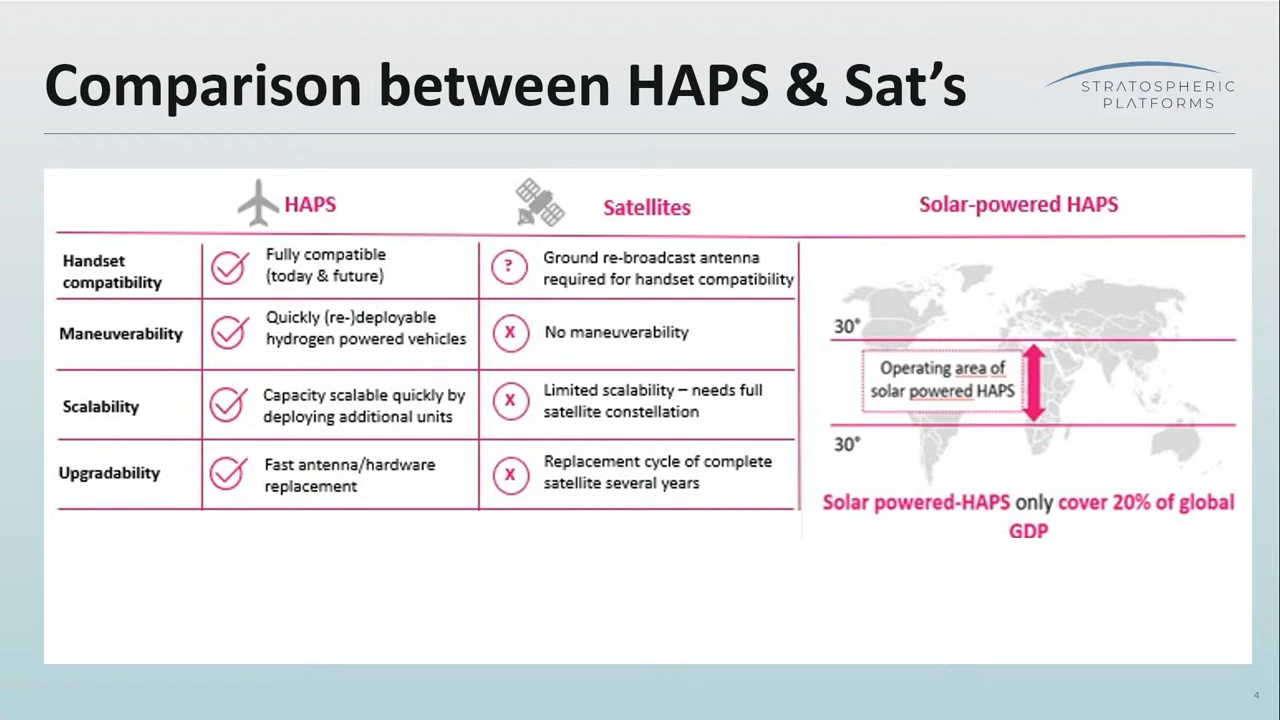 Comparison between HAPS & Sat's
STRATOSPHERIC
PLATFORMS
HAPS
Satellites
Solar-powered HAPS
Handset
compatibility
Fully compatible
(today & future)
?
Ground re-broadcast antenna
required for handset compatibility
Maneuverability
Quickly (re-)deployable
hydrogen powered vehicles
X
No maneuverability
Scalability
Capacity scalable quickly by
deploying additional units
X
Limited scalability – needs full
satellite constellation
Upgradability
Fast antenna/hardware
replacement
X
Replacement cycle of complete
satellite several years
30°
Operating area of
solar powered HAPS
30°
Solar powered-HAPS only cover 20% of global
GDP
4